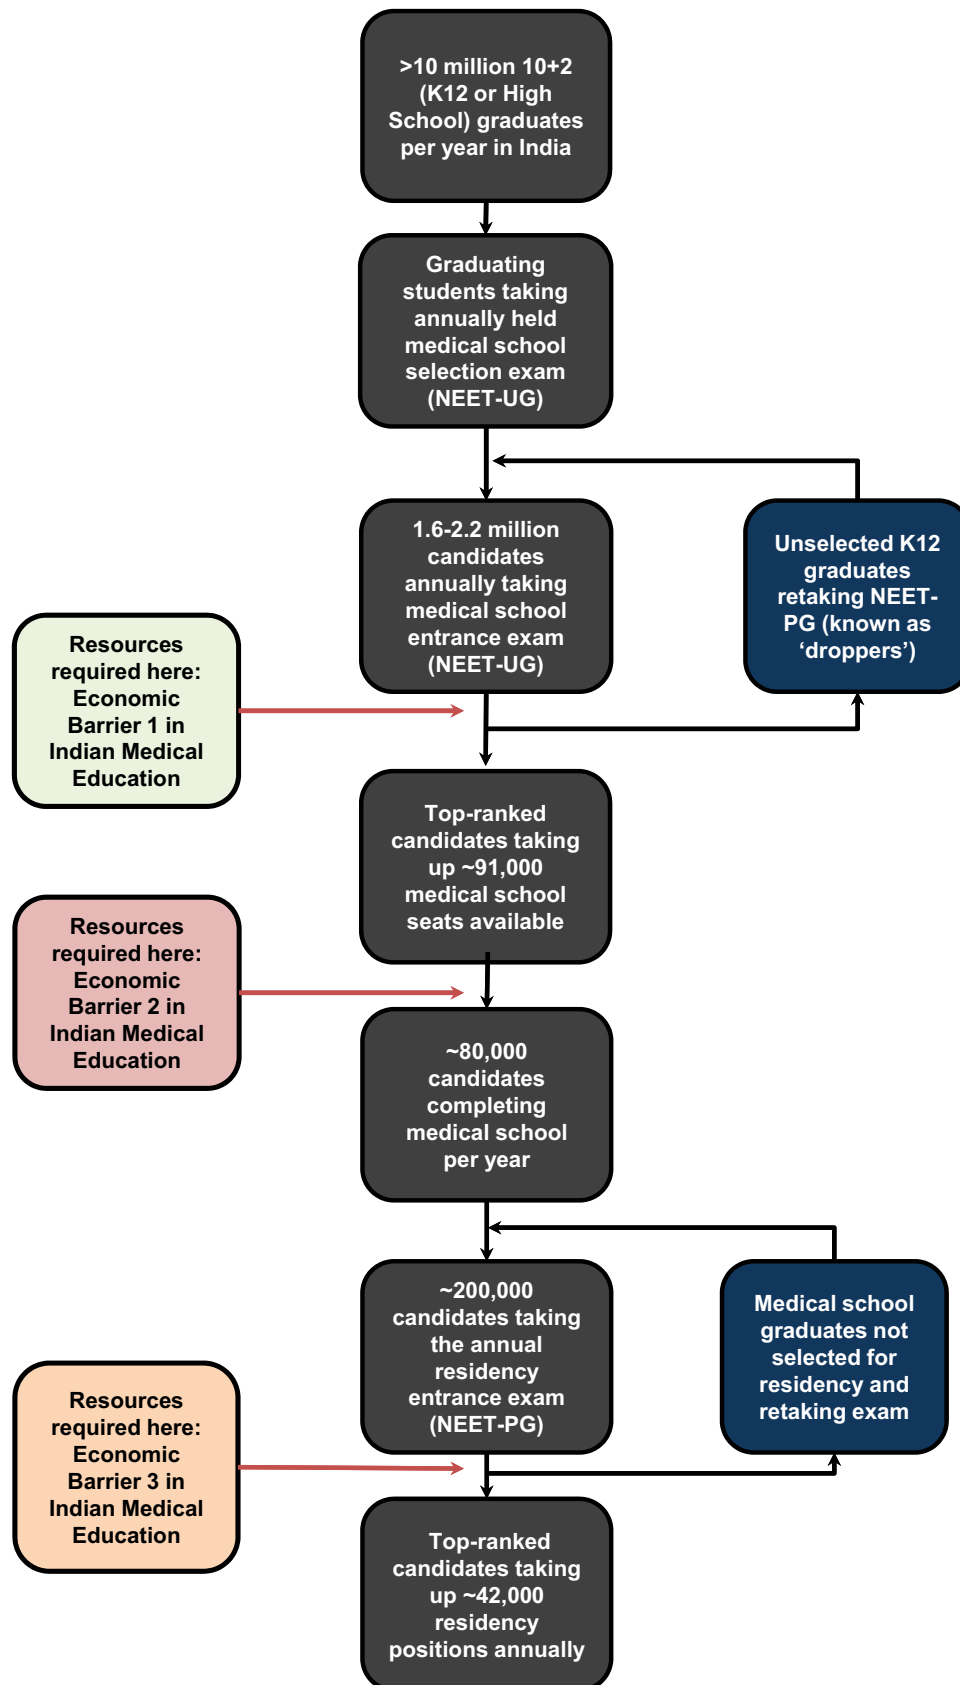 >10 million 10+2
(K12 or High
School) graduates
per year in India
Graduating
students taking
annually held
medical school
selection exam
(NEET-UG)
1.6-2.2 million
candidates
annually taking
medical school
entrance exam
(NEET-UG)
Unselected K12
graduates
retaking NEET-
PG (known as
‘droppers’)
Resources
required here:
Economic
Barrier 1 in
Indian Medical
Education
Top-ranked
candidates taking
up ~91,000
medical school
seats available
Resources
required here:
Economic
Barrier 2 in
Indian Medical
Education
~80,000
candidates
completing
medical school
per year
~200,000
candidates taking
the annual
residency
entrance exam
(NEET-PG)
Medical school
graduates not
selected for
residency and
retaking exam
Resources
required here:
Economic
Barrier 3 in
Indian Medical
Education
Top-ranked
candidates taking
up ~42,000
residency
positions annually